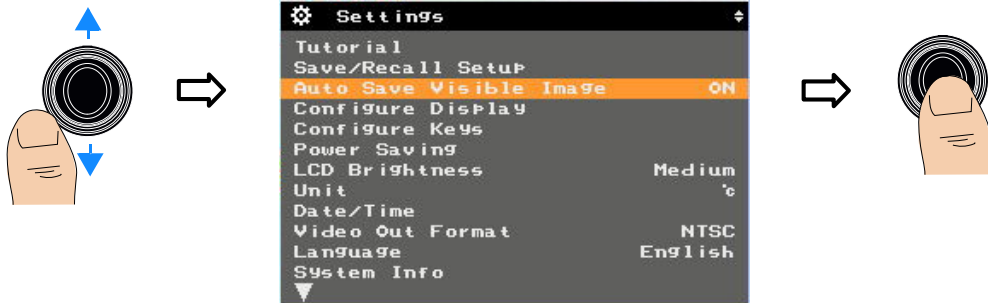 Settings
Tutorial
Save/Recall Setup
Auto Save Visible Image ON
Configure Display
Configure Keys
Power Saving
LCD Brightness Medium
Unit °c
Date/Time
Video Out Format NTSC
Language English
System Info